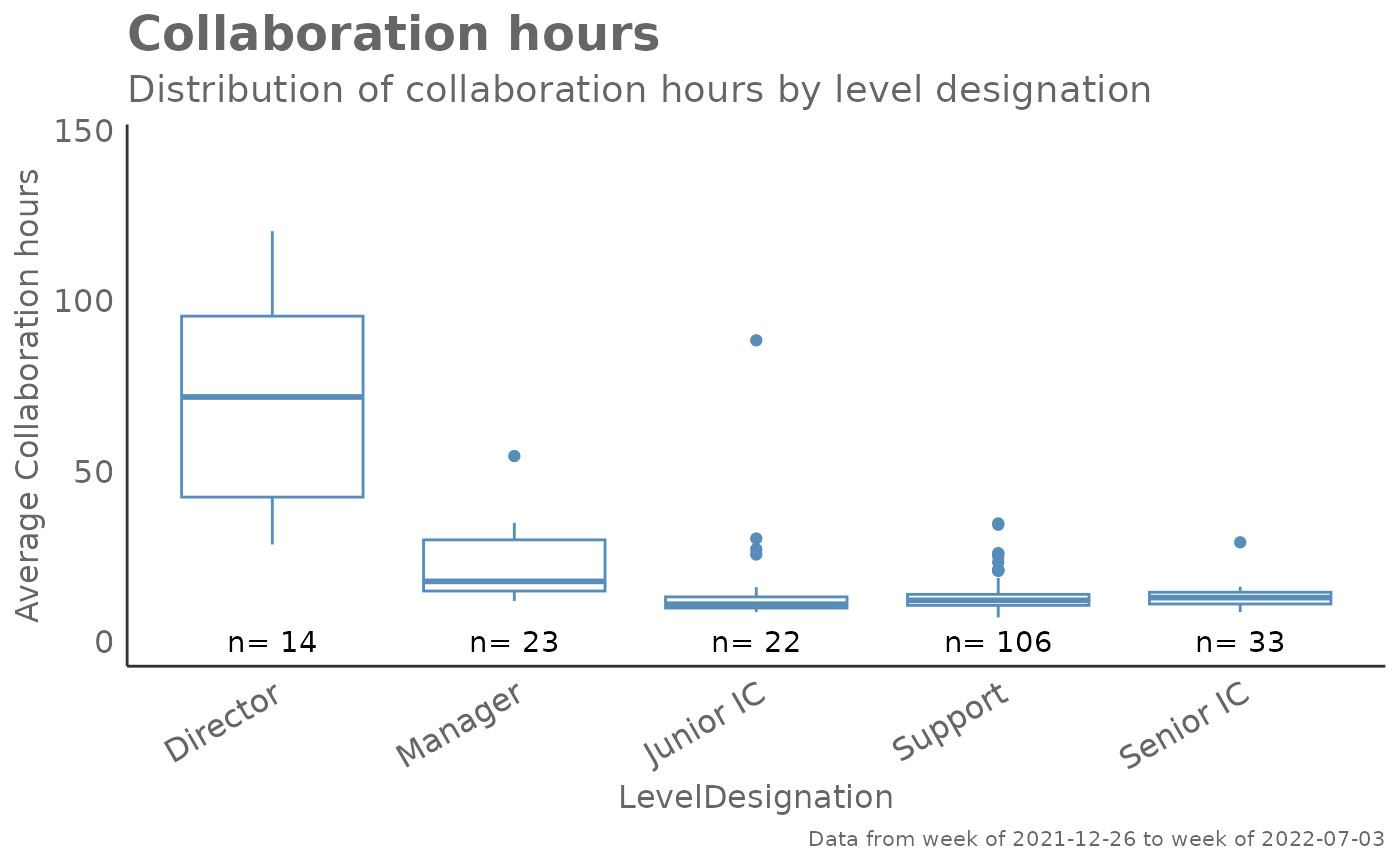 Collaboration hours
Distribution of collaboration hours by level designation
Average Collaboration hours
150
100
50
0
n= 14
n= 23
n= 22
n= 106
n= 33
Director
Manager
Junior IC
Support
Senior IC
LevelDesignation
Data from week of 2021-12-26 to week of 2022-07-03